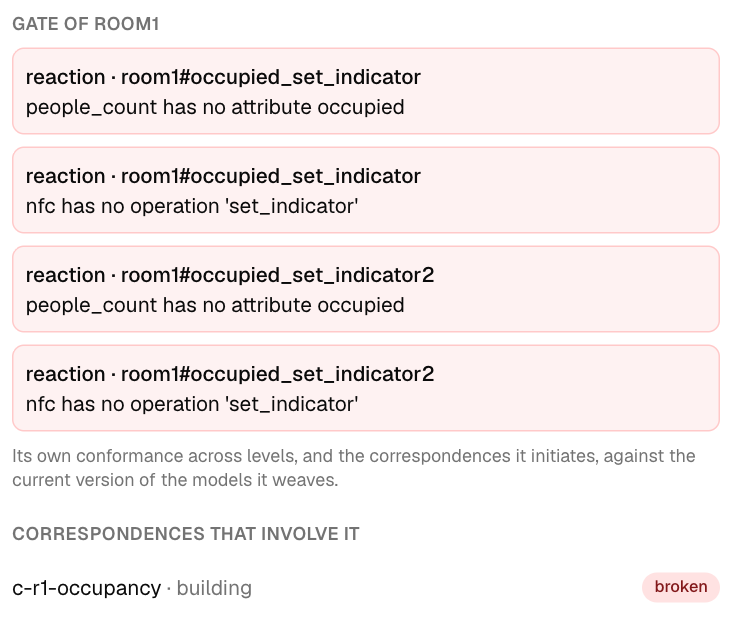 GATE OF ROOM1
reaction · room1#occupied_set_indicator
people_count has no attribute occupied
reaction · room1#occupied_set_indicator
nfc has no operation 'set_indicator'
reaction · room1#occupied_set_indicator2
people_count has no attribute occupied
reaction · room1#occupied_set_indicator2
nfc has no operation 'set_indicator'
Its own conformance across levels, and the correspondences it initiates, against the
current version of the models it weaves.
CORRESPONDENCES THAT INVOLVE IT
c-r1-occupancy · building broken